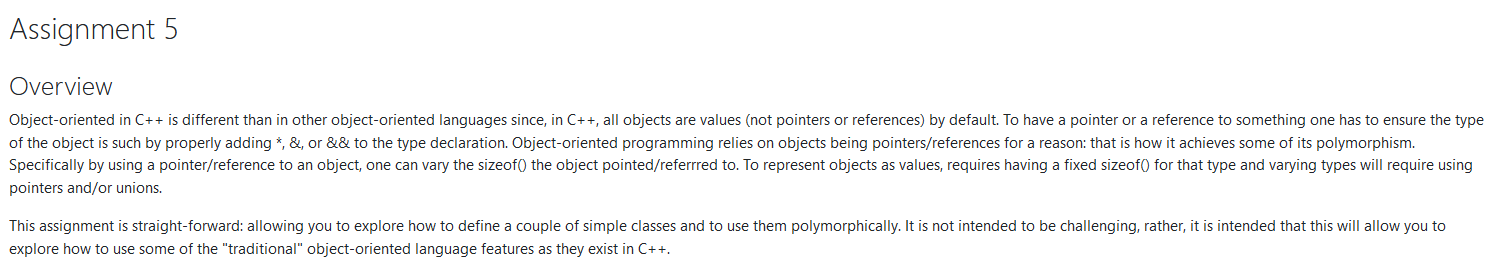 Assignment 5
Overview
Object-oriented in C++ is different than in other object-oriented languages since, in C++, all objects are values (not pointers or references) by default. To have a pointer or a reference to something one has to ensure the type
of the object is such by properly adding *, &, or && to the type declaration. Object-oriented programming relies on objects being pointers/references for a reason: that is how it achieves some of its polymorphism.
Specifically by using a pointer/reference to an object, one can vary the sizeof() the object pointed/referrred to. To represent objects as values, requires having a fixed sizeof() for that type and varying types will require using
pointers and/or unions.
This assignment is straight-forward: allowing you to explore how to define a couple of simple classes and to use them polymorphically. It is not intended to be challenging, rather, it is intended that this will allow you to
explore how to use some of the "traditional" object-oriented language features as they exist in C++.